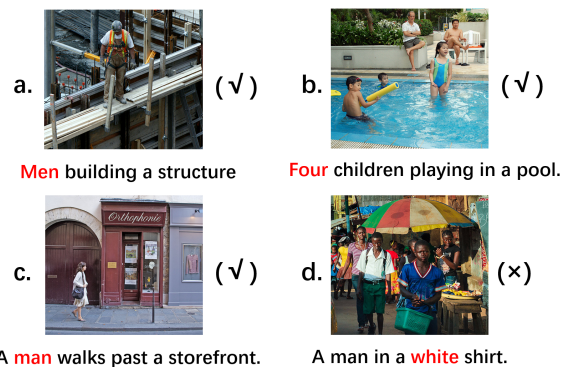 a.
(√)
b.
(√)
Men building a structure
Four children playing in a pool.
Orthophonie
c.
(√)
d.
(×)
A man walks past a storefront.
A man in a white shirt.